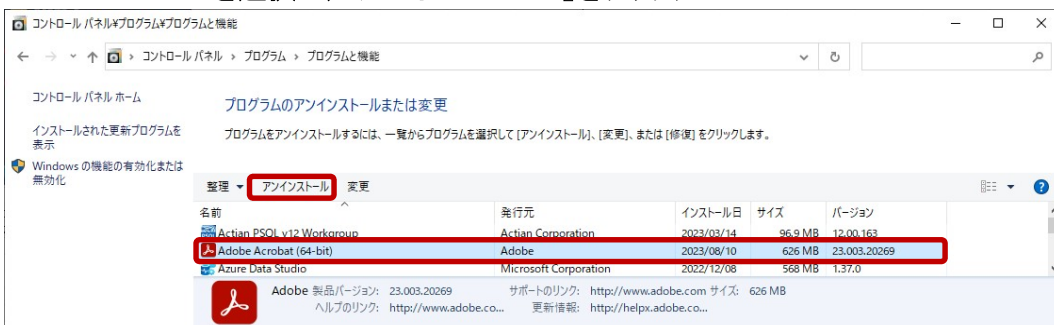 コントロール パネル¥プログラム¥プログラムと機能
コントロール パネル › プログラム › プログラムと機能
コントロール パネル ホーム
インストールされた更新プログラムを
表示
Windows の機能の有効化または
無効化
プログラムのアンインストールまたは変更
プログラムをアンインストールするには、一覧からプログラムを選択して [アンインストール]、[変更]、または [修復] をクリックします。
整理 アンインストール 変更
名前 発行元 インストール日 サイズ バージョン
Actian PSQL v12 Workgroup Actian Corporation 2023/03/14 96.9 MB 12.00.163
Adobe Acrobat (64-bit) Adobe 2023/08/10 626 MB 23.003.20269
Azure Data Studio Microsoft Corporation 2022/12/08 568 MB 1.37.0
Adobe 製品バージョン: 23.003.20269 サポートのリンク: http://www.adobe.com サイズ: 626 MB
ヘルプのリンク: http://www.adobe.co... 更新情報: http://helpx.adobe.co...